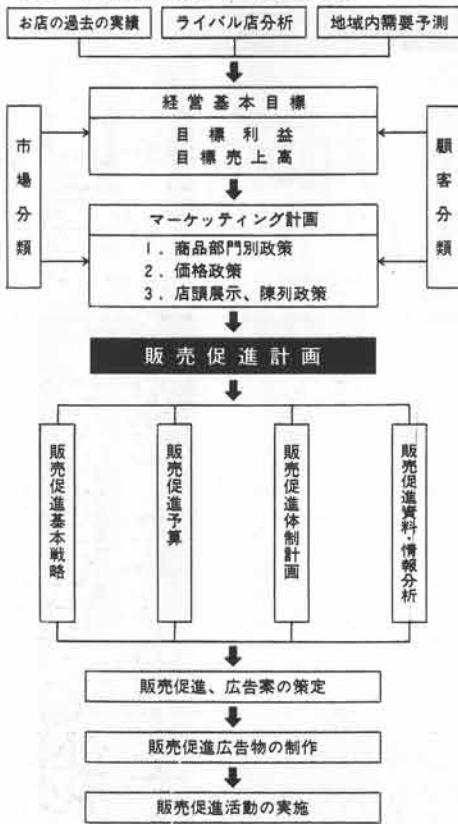 お店の過去の実績
ライバル店分析
地域内需要予測
経営基本目標
目標利益
目標売上高
市場分類
顧客分類
マーケッティング計画
1．商品部門別政策
2．価格政策
3．店頭展示、陳列政策
販売促進計画
販売促進基本戦略
販売促進予算
販売促進体制計画
販売促進資料・情報分析
販売促進、広告案の策定
販売促進広告物の制作
販売促進活動の実施